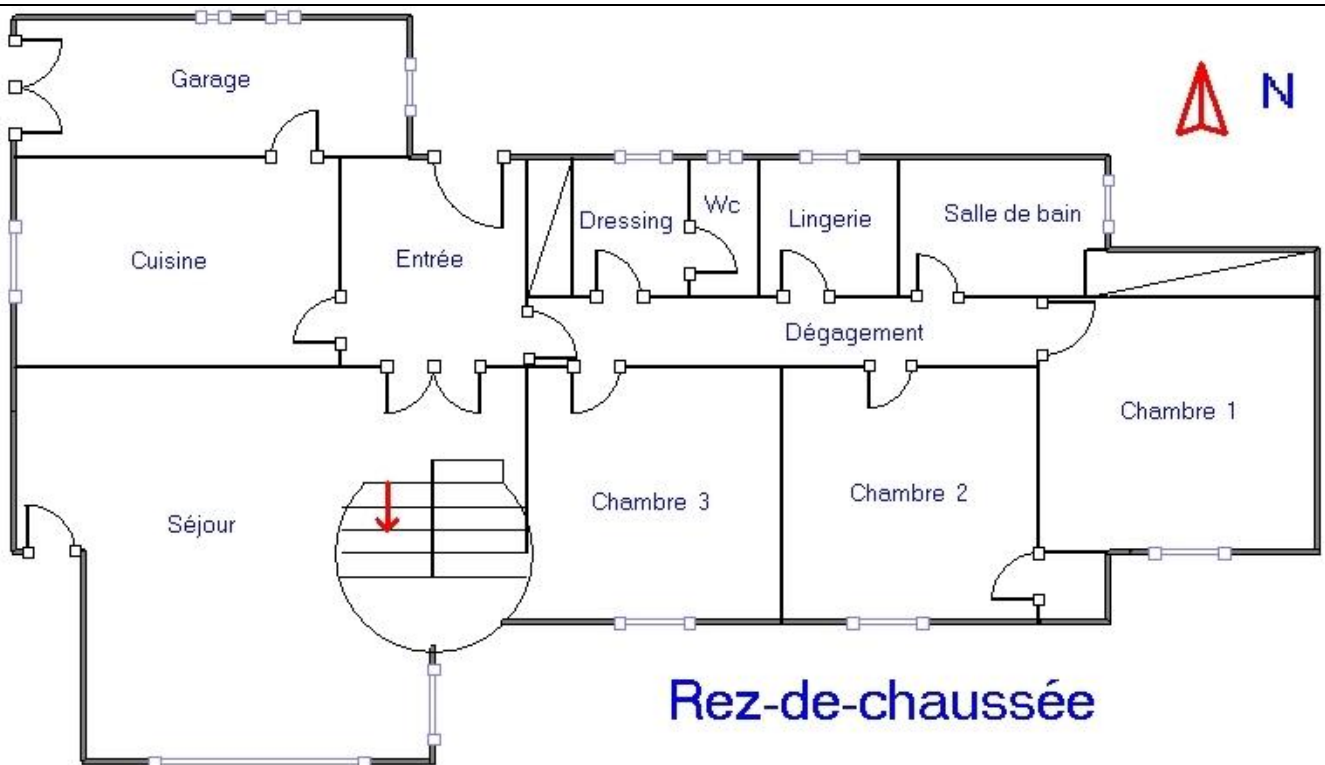 Garage
N
Cuisine
Entrée
Dressing
Wc
Lingerie
Salle de bain
Dégagement
Chambre 1
Séjour
Chambre 3
Chambre 2
Rez-de-chaussée